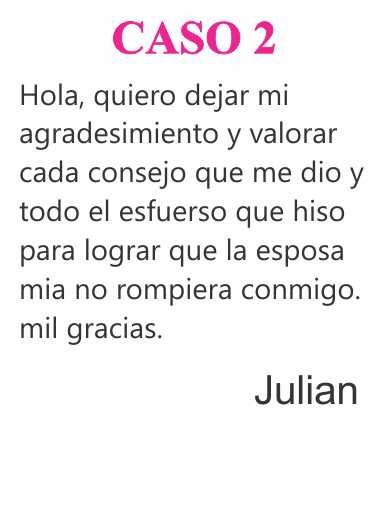 CASO 2
Hola, quiero dejar mi
agradesimiento y valorar
cada consejo que me dio y
todo el esfuerso que hiso
para lograr que la esposa
mia no rompiera conmigo.
mil gracias.
Julian